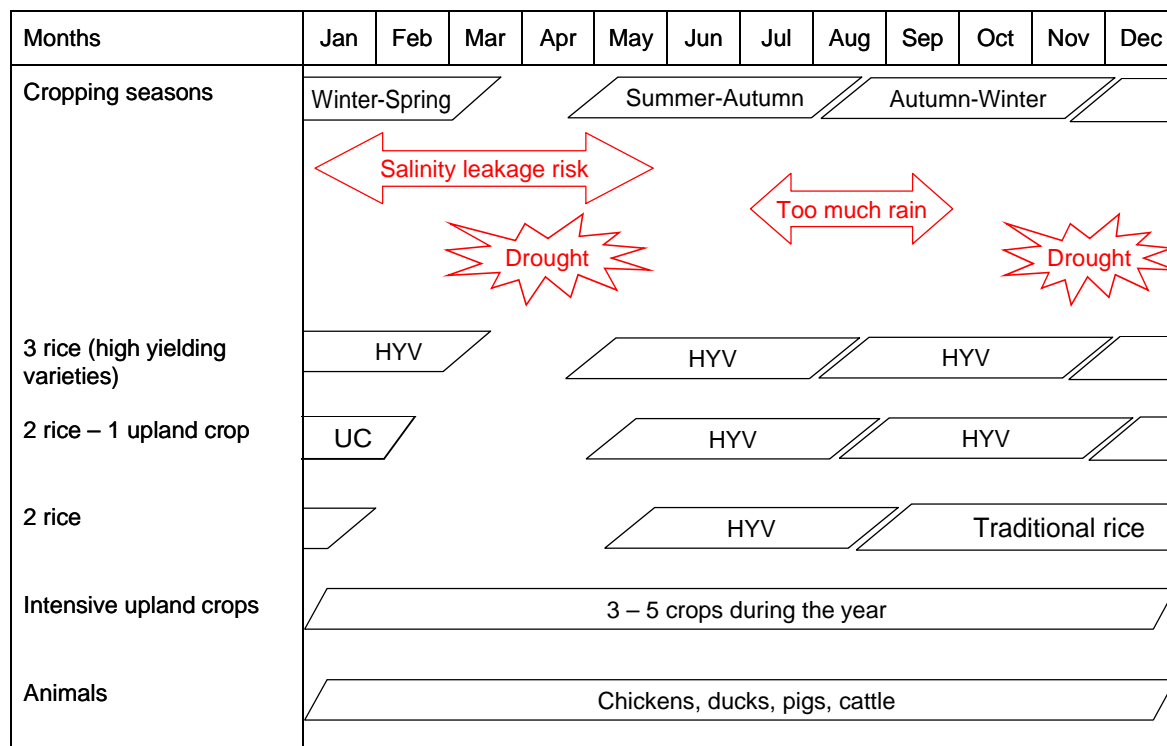 Months Jan Feb Mar Apr May Jun Jul Aug Sep Oct Nov Dec
Cropping seasons Winter-Spring Summer-Autumn Autumn-Winter
Salinity leakage risk
Too much rain
Drought Drought
3 rice (high yielding
varieties) HYV HYV HYV
2 rice – 1 upland crop UC HYV HYV
2 rice HYV Traditional rice
Intensive upland crops 3 – 5 crops during the year
Animals Chickens, ducks, pigs, cattle